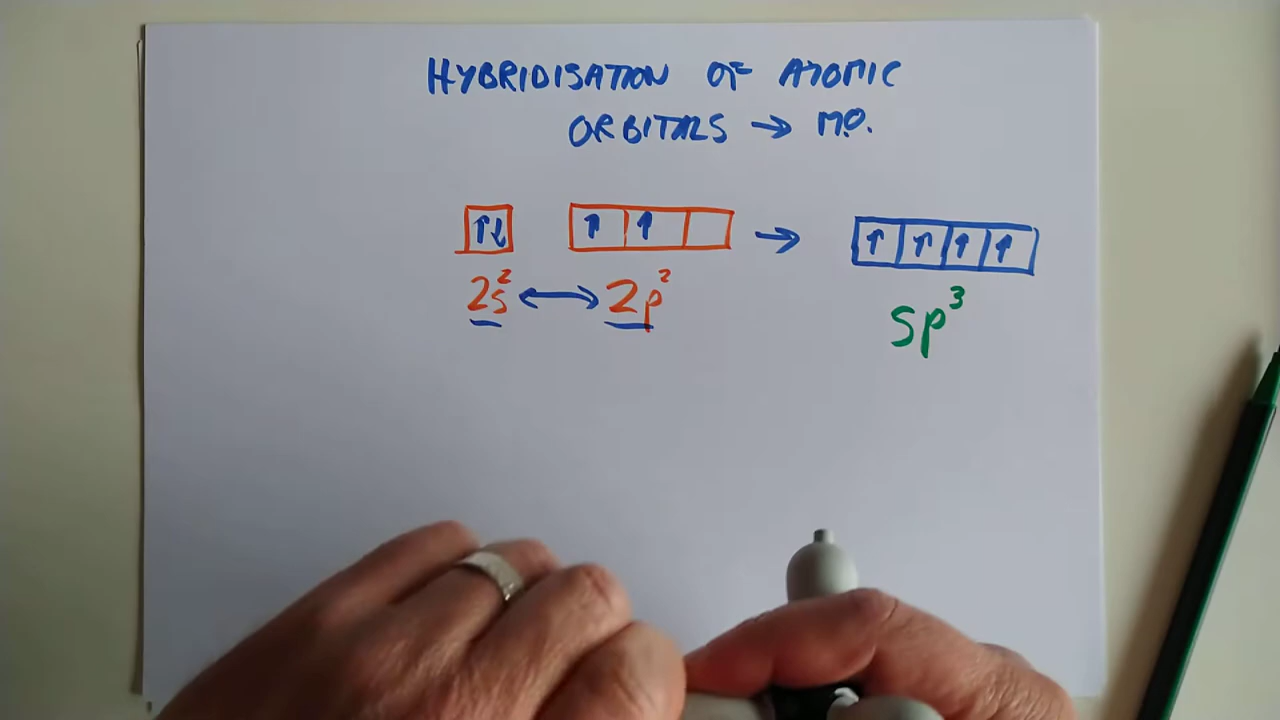 HYBRIDISATION OF ATOMIC
ORBITALS → M.O.
↑↓ ↑ ↑ → ↑ ↑ ↑ ↑
2s² ↔ 2p² sp³